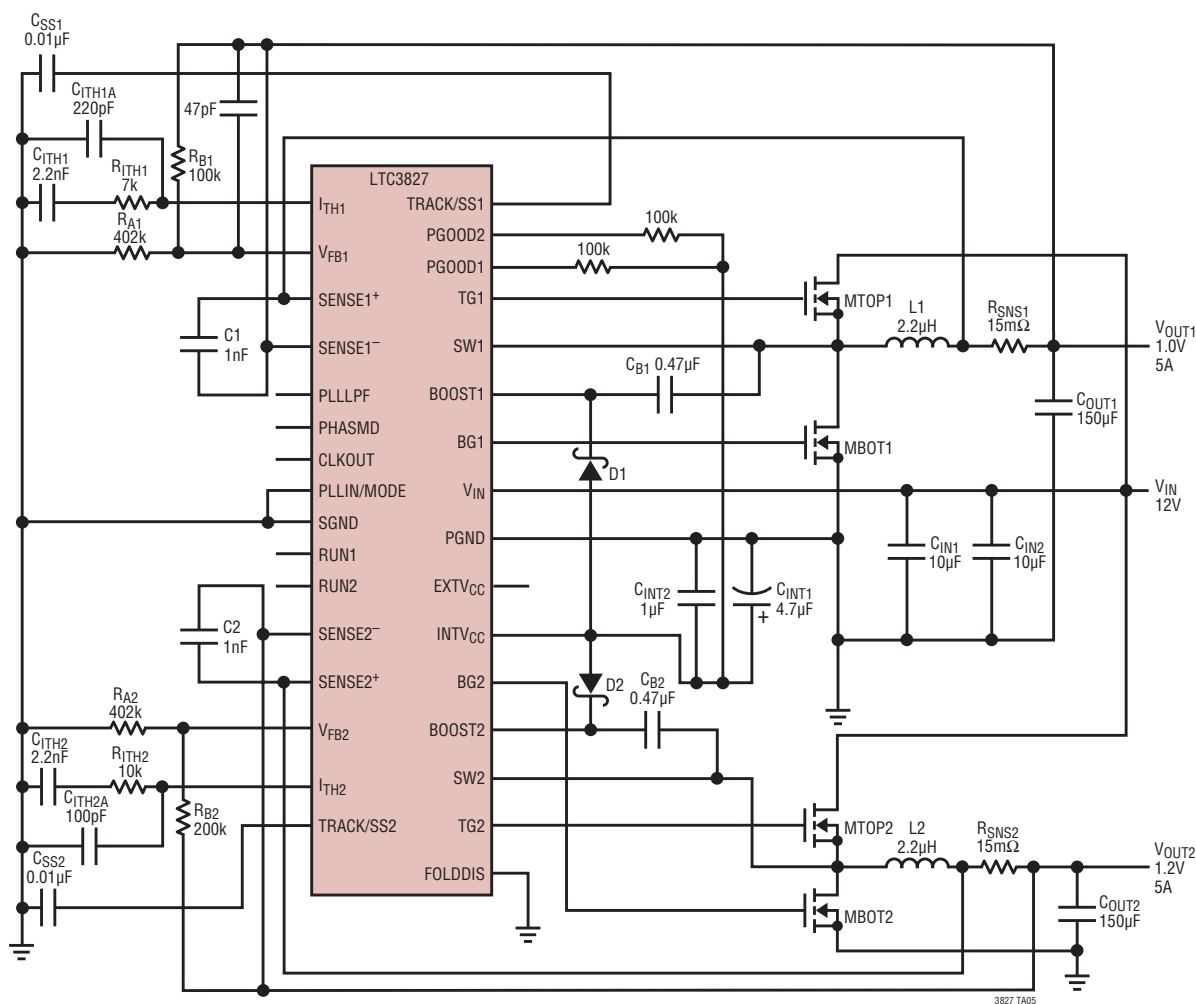 CSS1
0.01µF
CITH1A
220pF
47pF
CITH1
2.2nF
RITH1
7k
RB1
100k
RA1
402k
C1
1nF
C2
1nF
RA2
402k
CITH2
2.2nF
RITH2
10k
CITH2A
100pF
RB2
200k
CSS2
0.01µF
LTC3827
ITH1
VFB1
SENSE1+
SENSE1–
PLLLPF
PHASMD
CLKOUT
PLLIN/MODE
SGND
RUN1
RUN2
SENSE2–
SENSE2+
VFB2
ITH2
TRACK/SS2
TRACK/SS1
PGOOD2
PGOOD1
TG1
SW1
BOOST1
BG1
VIN
PGND
EXTVCC
INTVCC
BG2
BOOST2
SW2
TG2
FOLDDIS
100k
100k
MTOP1
L1
2.2µH
RSNS1
15mΩ
VOUT1
1.0V
5A
CB1 0.47µF
COUT1
150µF
MBOT1
D1
VIN
12V
CIN1
10µF
CIN2
10µF
CINT2
1µF
CINT1
4.7µF
+
D2
CB2
0.47µF
MTOP2
L2
2.2µH
RSNS2
15mΩ
VOUT2
1.2V
5A
COUT2
150µF
MBOT2
3827 TA05